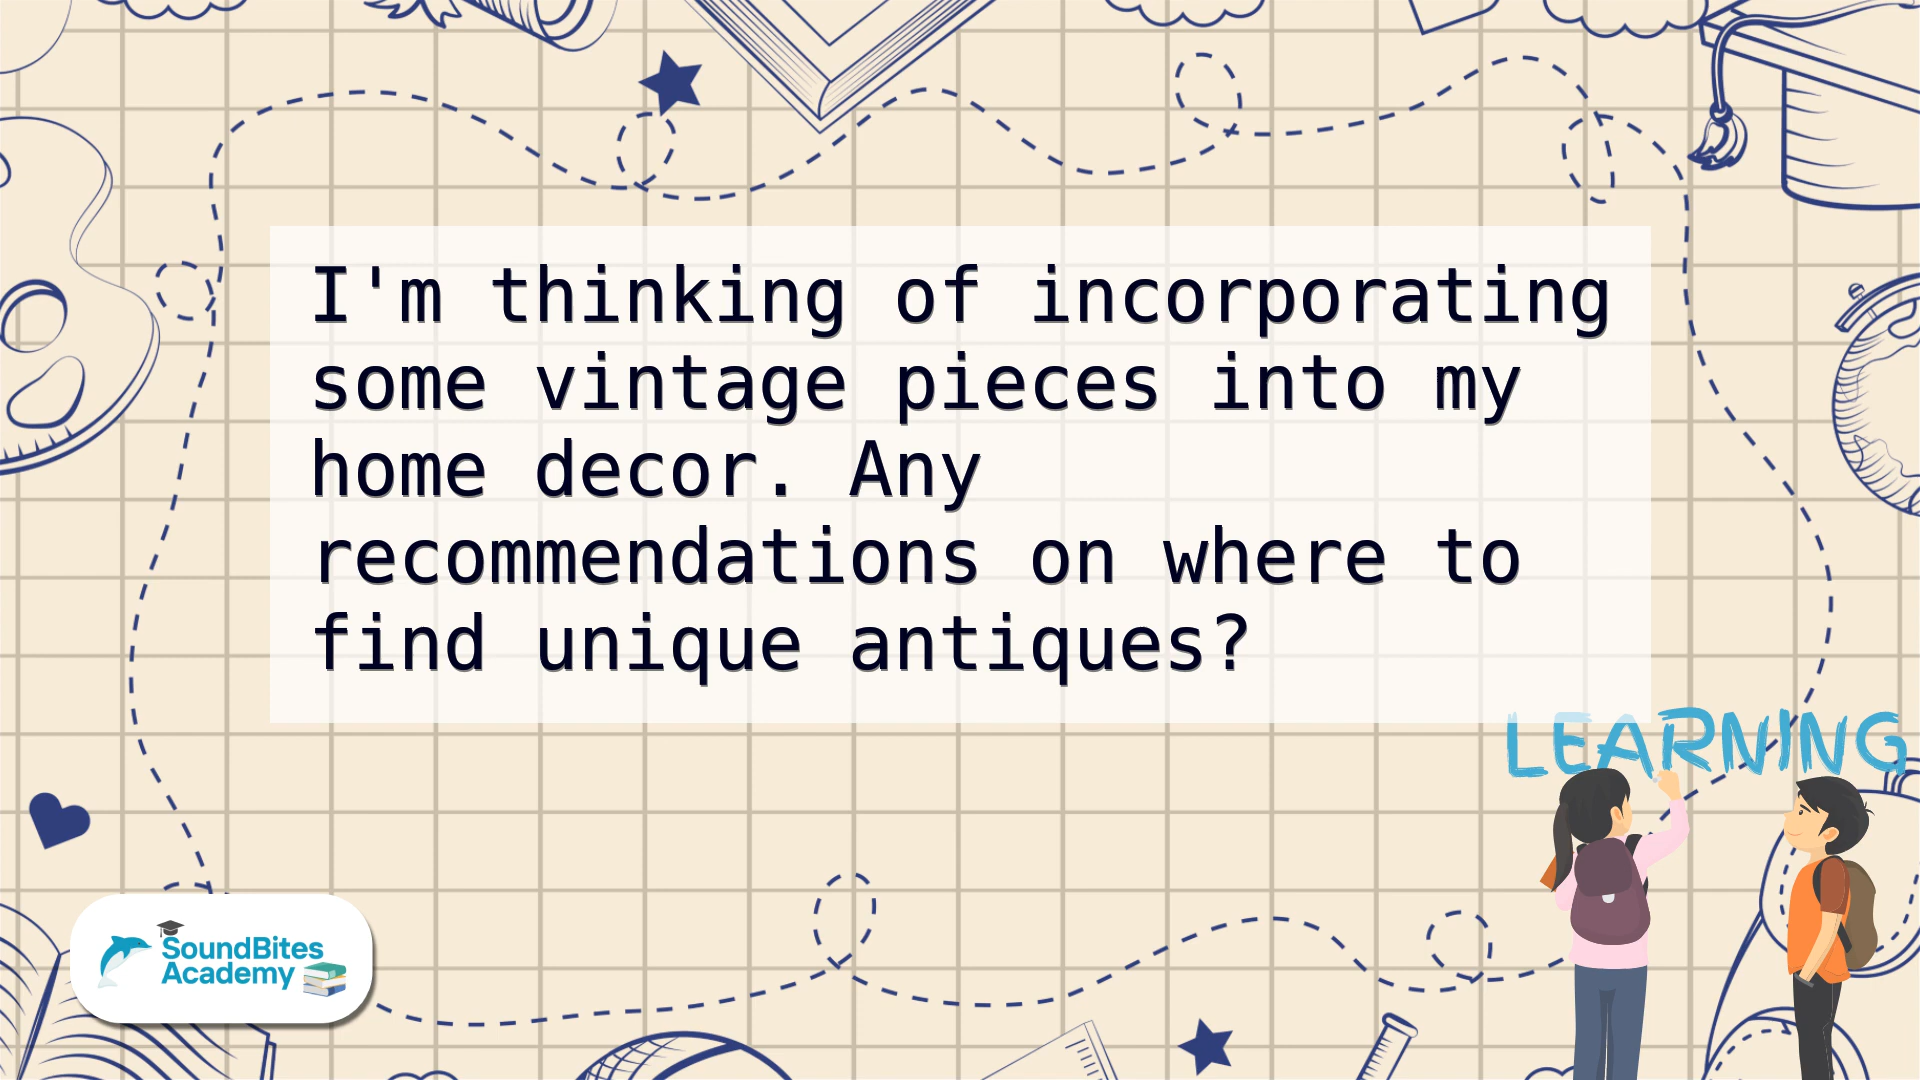 I'm thinking of incorporating
some vintage pieces into my
home decor. Any
recommendations on where to
find unique antiques?
LEARNING
SoundBites
Academy